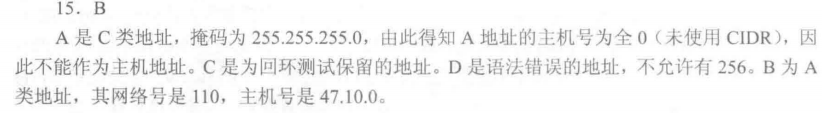 15. B
A 是 C 类地址，掩码为 255.255.255.0，由此得知 A 地址的主机号为全 0（未使用 CIDR），因
此不能作为主机地址。C 是为回环测试保留的地址。D 是语法错误的地址，不允许有 256。B 为 A
类地址，其网络号是 110，主机号是 47.10.0。